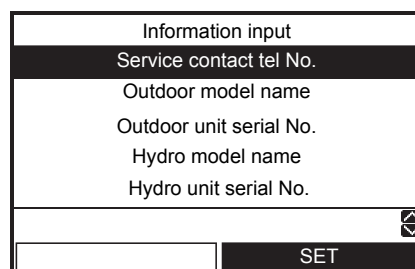 Information input
Service contact tel No.
Outdoor model name
Outdoor unit serial No.
Hydro model name
Hydro unit serial No.
SET